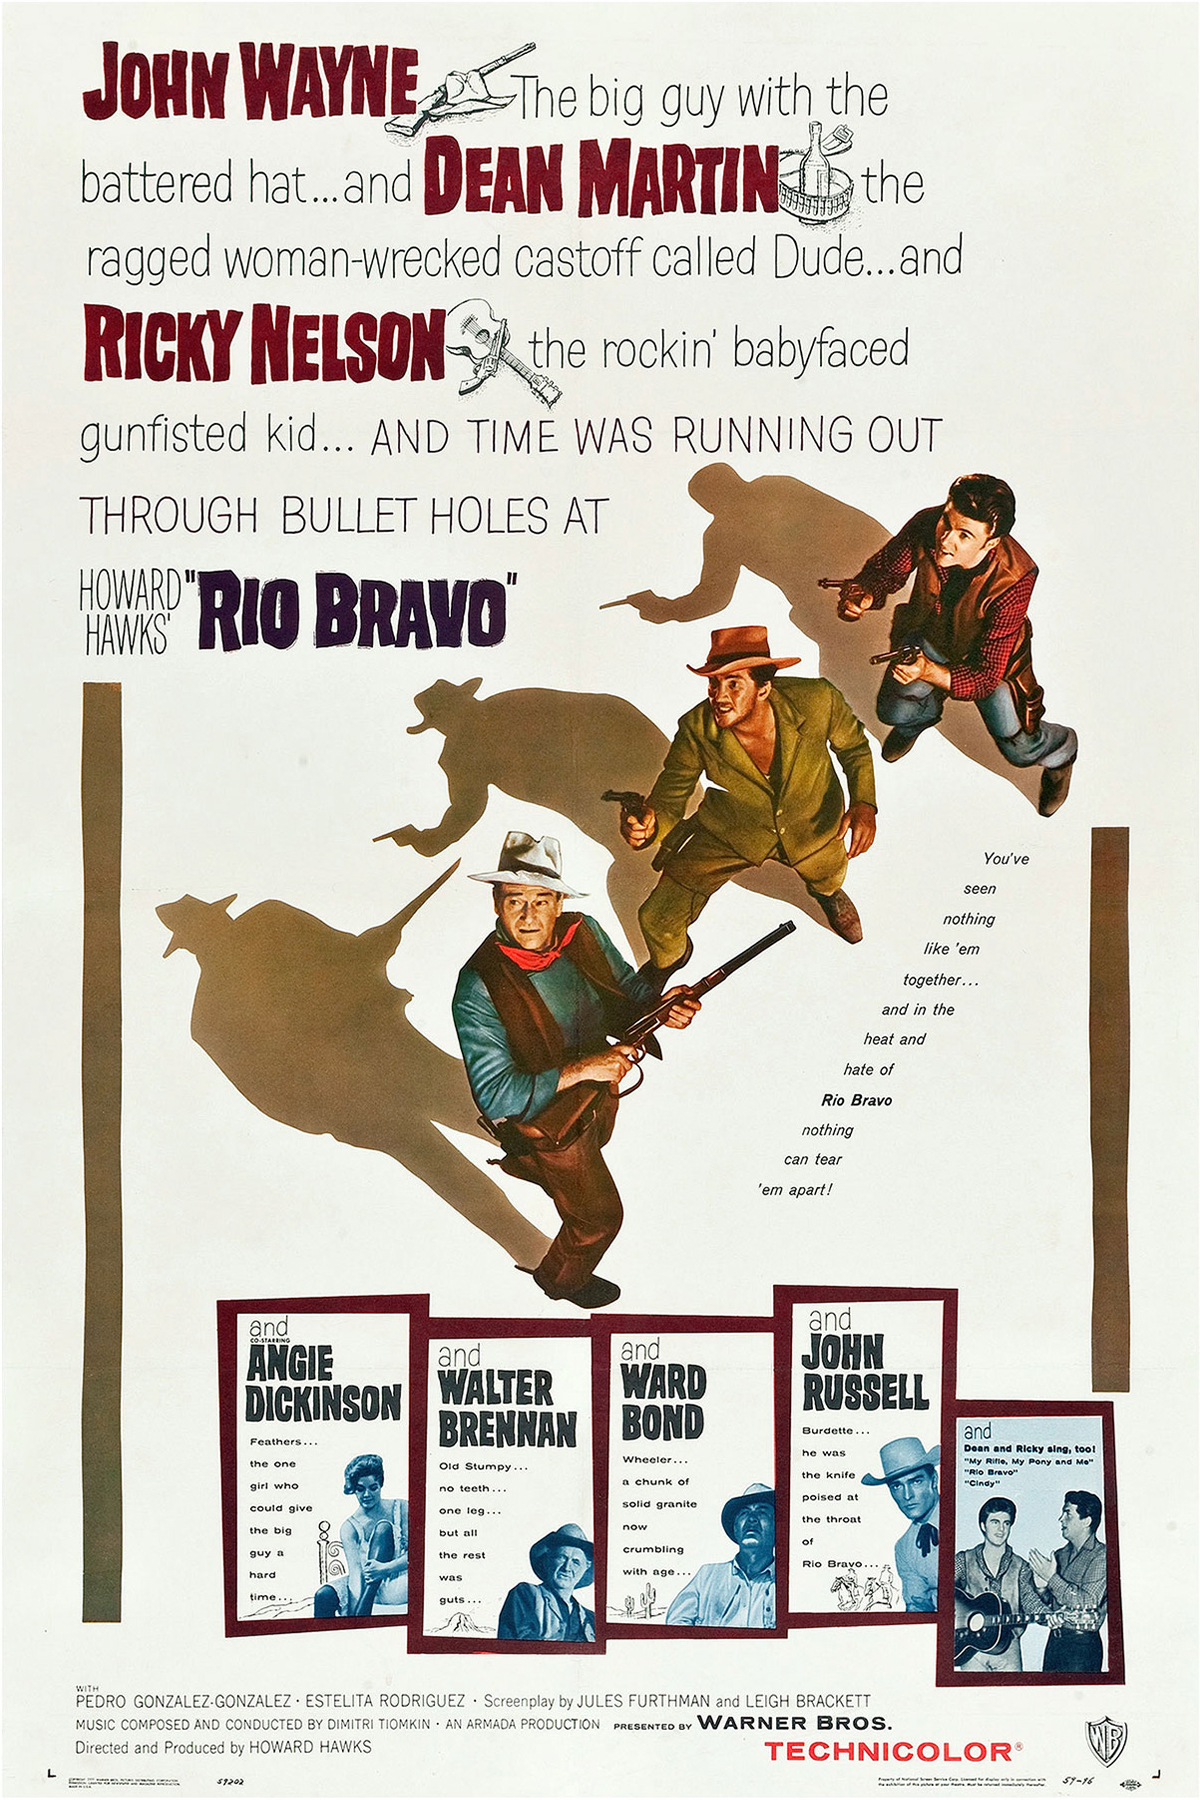 JOHN WAYNE The big guy with the
battered hat...and DEAN MARTIN the
ragged woman-wrecked castoff called Dude...and
RICKY NELSON the rockin' babyfaced
gunfisted kid... AND TIME WAS RUNNING OUT
THROUGH BULLET HOLES AT
HOWARD HAWKS' "RIO BRAVO"
You've
seen
nothing
like 'em
together...
and in the
heat and
hate of
Rio Bravo
nothing
can tear
'em apart!
and
CO-STARRING
ANGIE
DICKINSON
Feathers...
the one
girl who
could give
the big
guy a
hard
time...
and
WALTER
BRENNAN
Old Stumpy...
no teeth...
one leg...
but all
the rest
was
guts...
and
WARD
BOND
Wheeler...
a chunk of
solid granite
now
crumbling
with age...
and
JOHN
RUSSELL
Burdette...
he was
the knife
poised at
the throat
of
Rio Bravo...
and
Dean and Ricky sing, too!
"My Rifle, My Pony and Me"
"Rio Bravo"
"Cindy"
WITH
PEDRO GONZALEZ-GONZALEZ · ESTELITA RODRIGUEZ · Screenplay by JULES FURTHMAN and LEIGH BRACKETT
MUSIC COMPOSED AND CONDUCTED BY DIMITRI TIOMKIN · AN ARMADA PRODUCTION PRESENTED BY WARNER BROS.
Directed and Produced by HOWARD HAWKS
TECHNICOLOR®
WB
59202
59-96